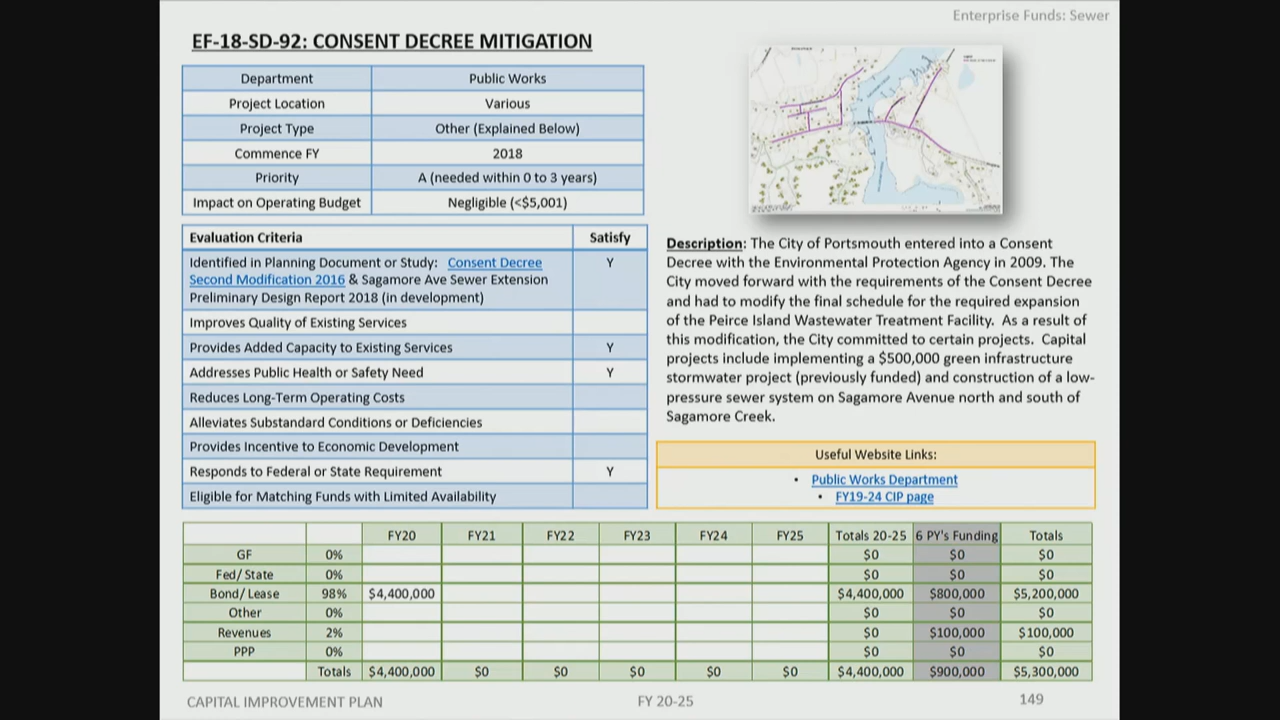 Enterprise Funds: Sewer
EF-18-SD-92: CONSENT DECREE MITIGATION
Department Public Works
Project Location Various
Project Type Other (Explained Below)
Commence FY 2018
Priority A (needed within 0 to 3 years)
Impact on Operating Budget Negligible (<$5,001)
Evaluation Criteria Satisfy
Identified in Planning Document or Study: Consent Decree Y
Second Modification 2016 & Sagamore Ave Sewer Extension
Preliminary Design Report 2018 (in development)
Improves Quality of Existing Services
Provides Added Capacity to Existing Services Y
Addresses Public Health or Safety Need Y
Reduces Long-Term Operating Costs
Alleviates Substandard Conditions or Deficiencies
Provides Incentive to Economic Development
Responds to Federal or State Requirement Y
Eligible for Matching Funds with Limited Availability
Description: The City of Portsmouth entered into a Consent
Decree with the Environmental Protection Agency in 2009. The
City moved forward with the requirements of the Consent Decree
and had to modify the final schedule for the required expansion
of the Peirce Island Wastewater Treatment Facility. As a result of
this modification, the City committed to certain projects. Capital
projects include implementing a $500,000 green infrastructure
stormwater project (previously funded) and construction of a low-
pressure sewer system on Sagamore Avenue north and south of
Sagamore Creek.
Useful Website Links:
• Public Works Department
• FY19-24 CIP page
FY20 FY21 FY22 FY23 FY24 FY25 Totals 20-25 6 PY's Funding Totals
GF 0% $0 $0 $0
Fed/State 0% $0 $0 $0
Bond/Lease 98% $4,400,000 $4,400,000 $800,000 $5,200,000
Other 0% $0 $0 $0
Revenues 2% $0 $100,000 $100,000
PPP 0% $0 $0 $0
Totals $4,400,000 $0 $0 $0 $0 $0 $4,400,000 $900,000 $5,300,000
CAPITAL IMPROVEMENT PLAN FY 20-25 149